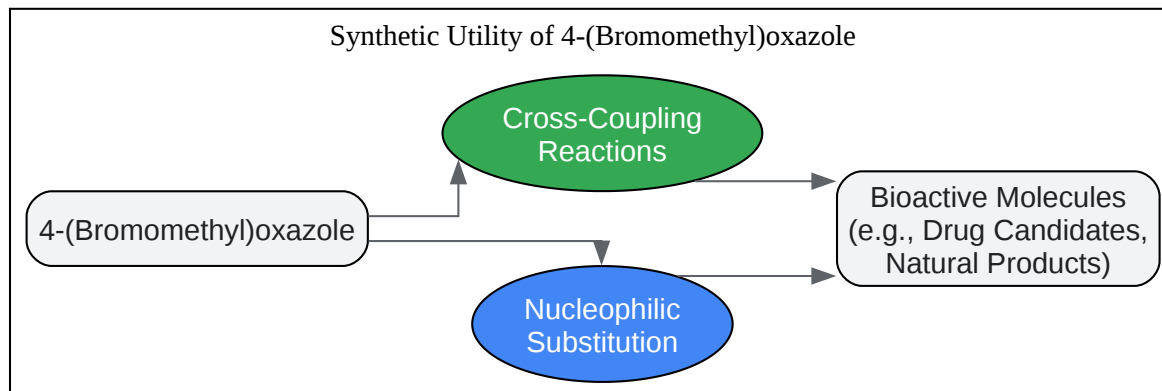 Synthetic Utility of 4-(Bromomethyl)oxazole
Cross-Coupling
Reactions
4-(Bromomethyl)oxazole
Bioactive Molecules
(e.g., Drug Candidates,
Natural Products)
Nucleophilic
Substitution